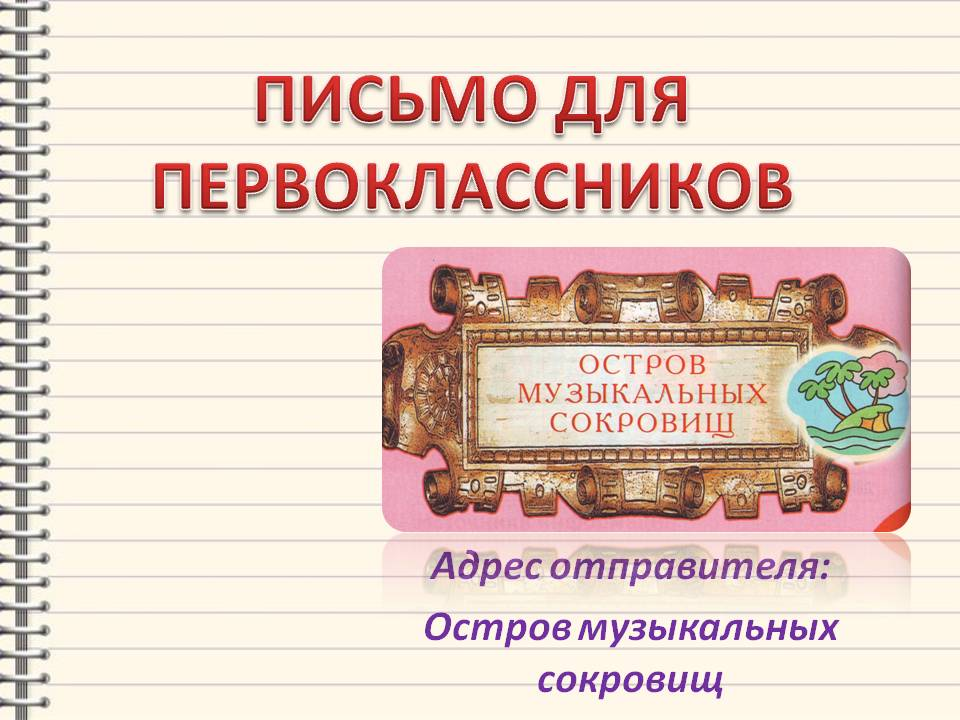 ПИСЬМО ДЛЯ
ПЕРВОКЛАССНИКОВ
ОСТРОВ
МУЗЫКАЛЬНЫХ
СОКРОВИЩ
Адрес отправителя:
Остров музыкальных
сокровищ